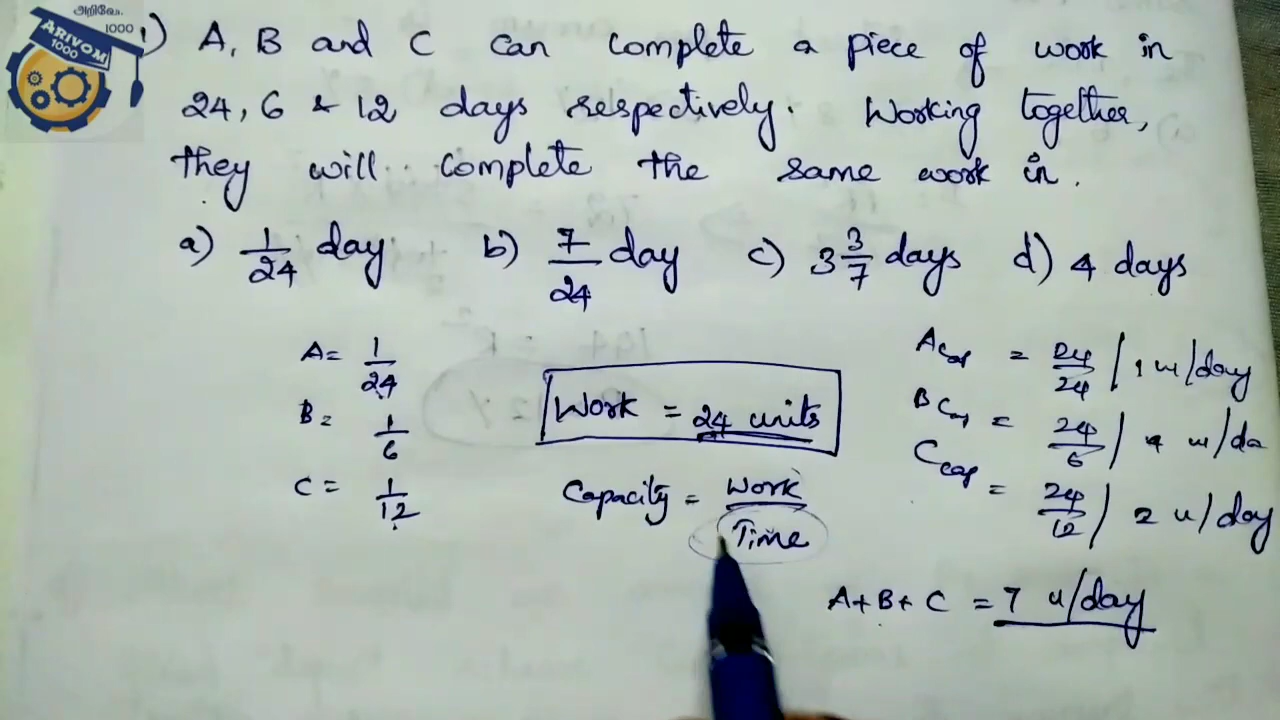 அறிவோம்
1000
ARIVOM
1000
1) A, B and C can complete a piece of work in
24, 6 & 12 days respectively. Working together,
they will complete the same work in.
a) 1/24 day b) 7/24 day c) 3 3/7 days d) 4 days
A = 1/24
B = 1/6
C = 1/12
Work = 24 units
Capacity = Work/Time
A cap = 24/24 | 1 u/day
B cap = 24/6 | 4 u/da
C cap = 24/12 | 2 u/day
A+B+C = 7 u/day